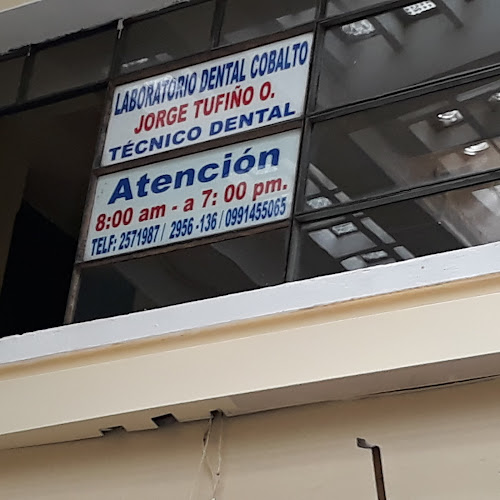 LABORATORIO DENTAL COBALTO
JORGE TUFIÑO O.
TÉCNICO DENTAL
Atención
8:00 am - a 7: 00 pm.
TELF: 2571987 / 2956 -136 / 0991455065